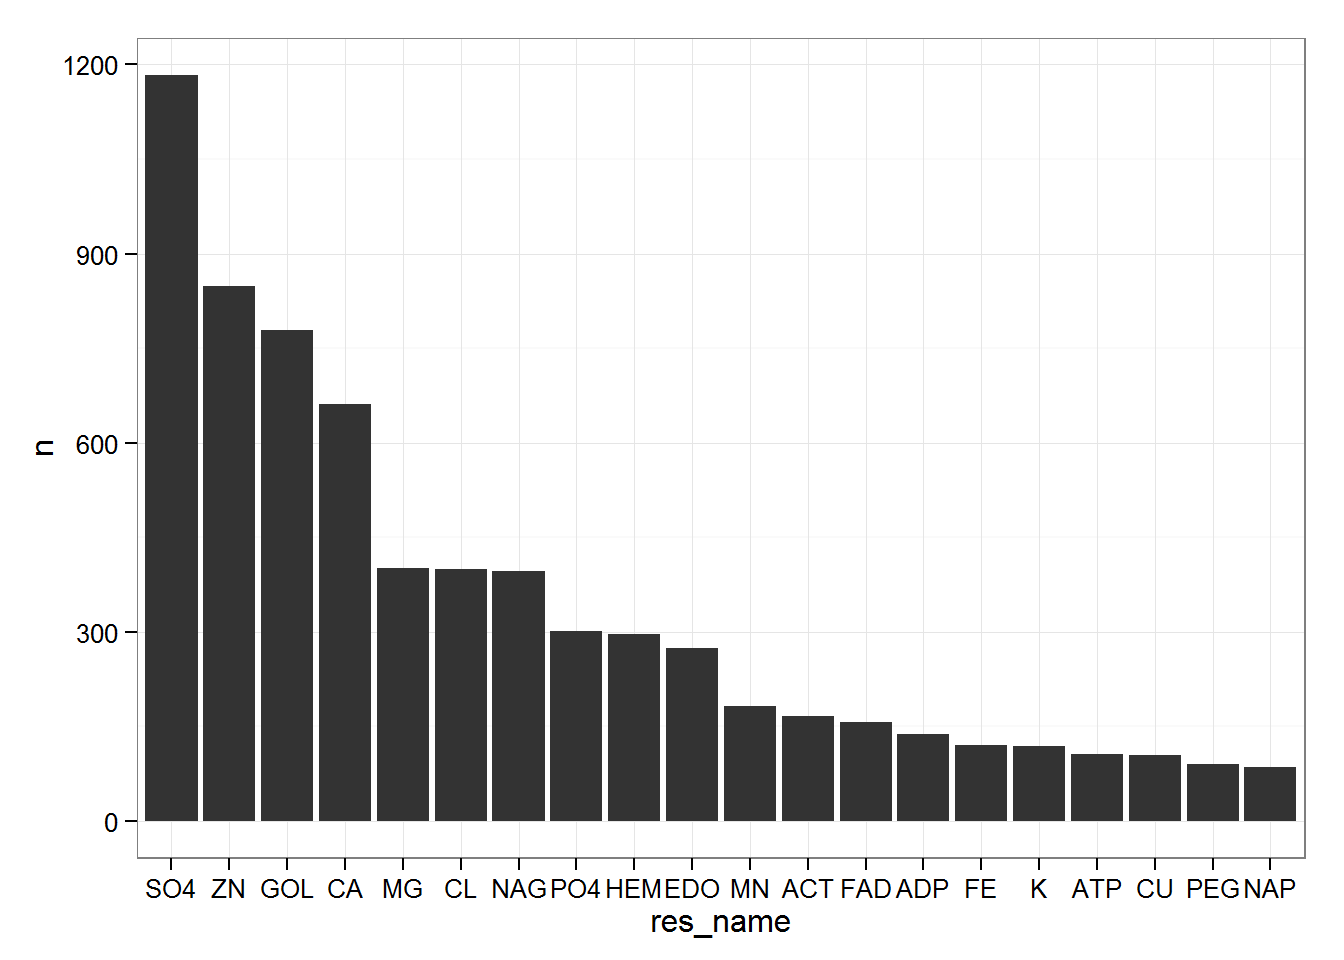 1200
900
600
300
0
n
SO4 ZN GOL CA MG CL NAG PO4 HEM EDO MN ACT FAD ADP FE K ATP CU PEG NAP
res_name